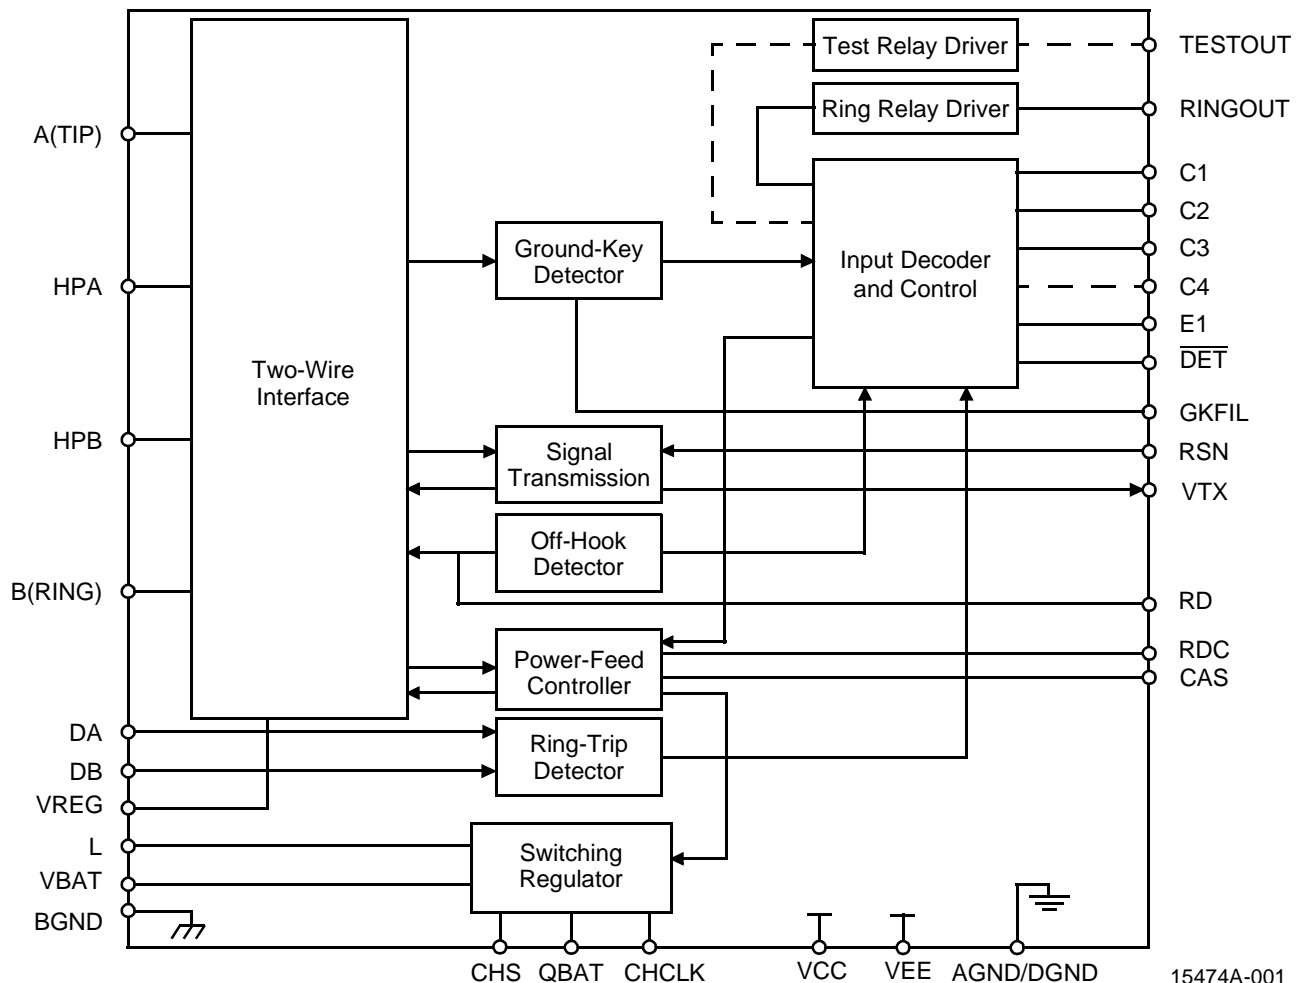 Test Relay Driver
TESTOUT
Ring Relay Driver
RINGOUT
A(TIP)
HPA
HPB
B(RING)
DA
DB
VREG
L
VBAT
BGND
Two-Wire
Interface
Ground-Key
Detector
Input Decoder
and Control
C1
C2
C3
C4
E1
D̅E̅T̅
GKFIL
Signal
Transmission
RSN
VTX
Off-Hook
Detector
RD
Power-Feed
Controller
RDC
CAS
Ring-Trip
Detector
Switching
Regulator
CHS
QBAT
CHCLK
VCC
VEE
AGND/DGND
15474A-001